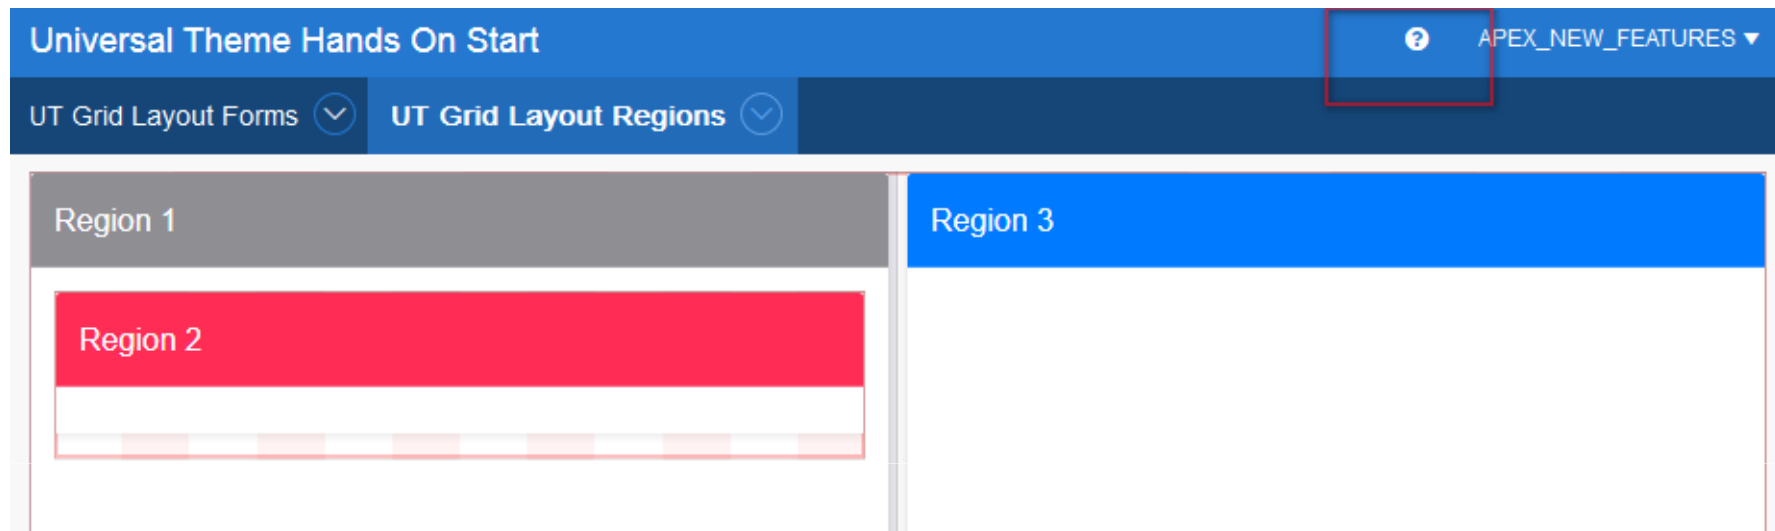 Universal Theme Hands On Start
? APEX_NEW_FEATURES ▼
UT Grid Layout Forms
UT Grid Layout Regions
Region 1
Region 3
Region 2